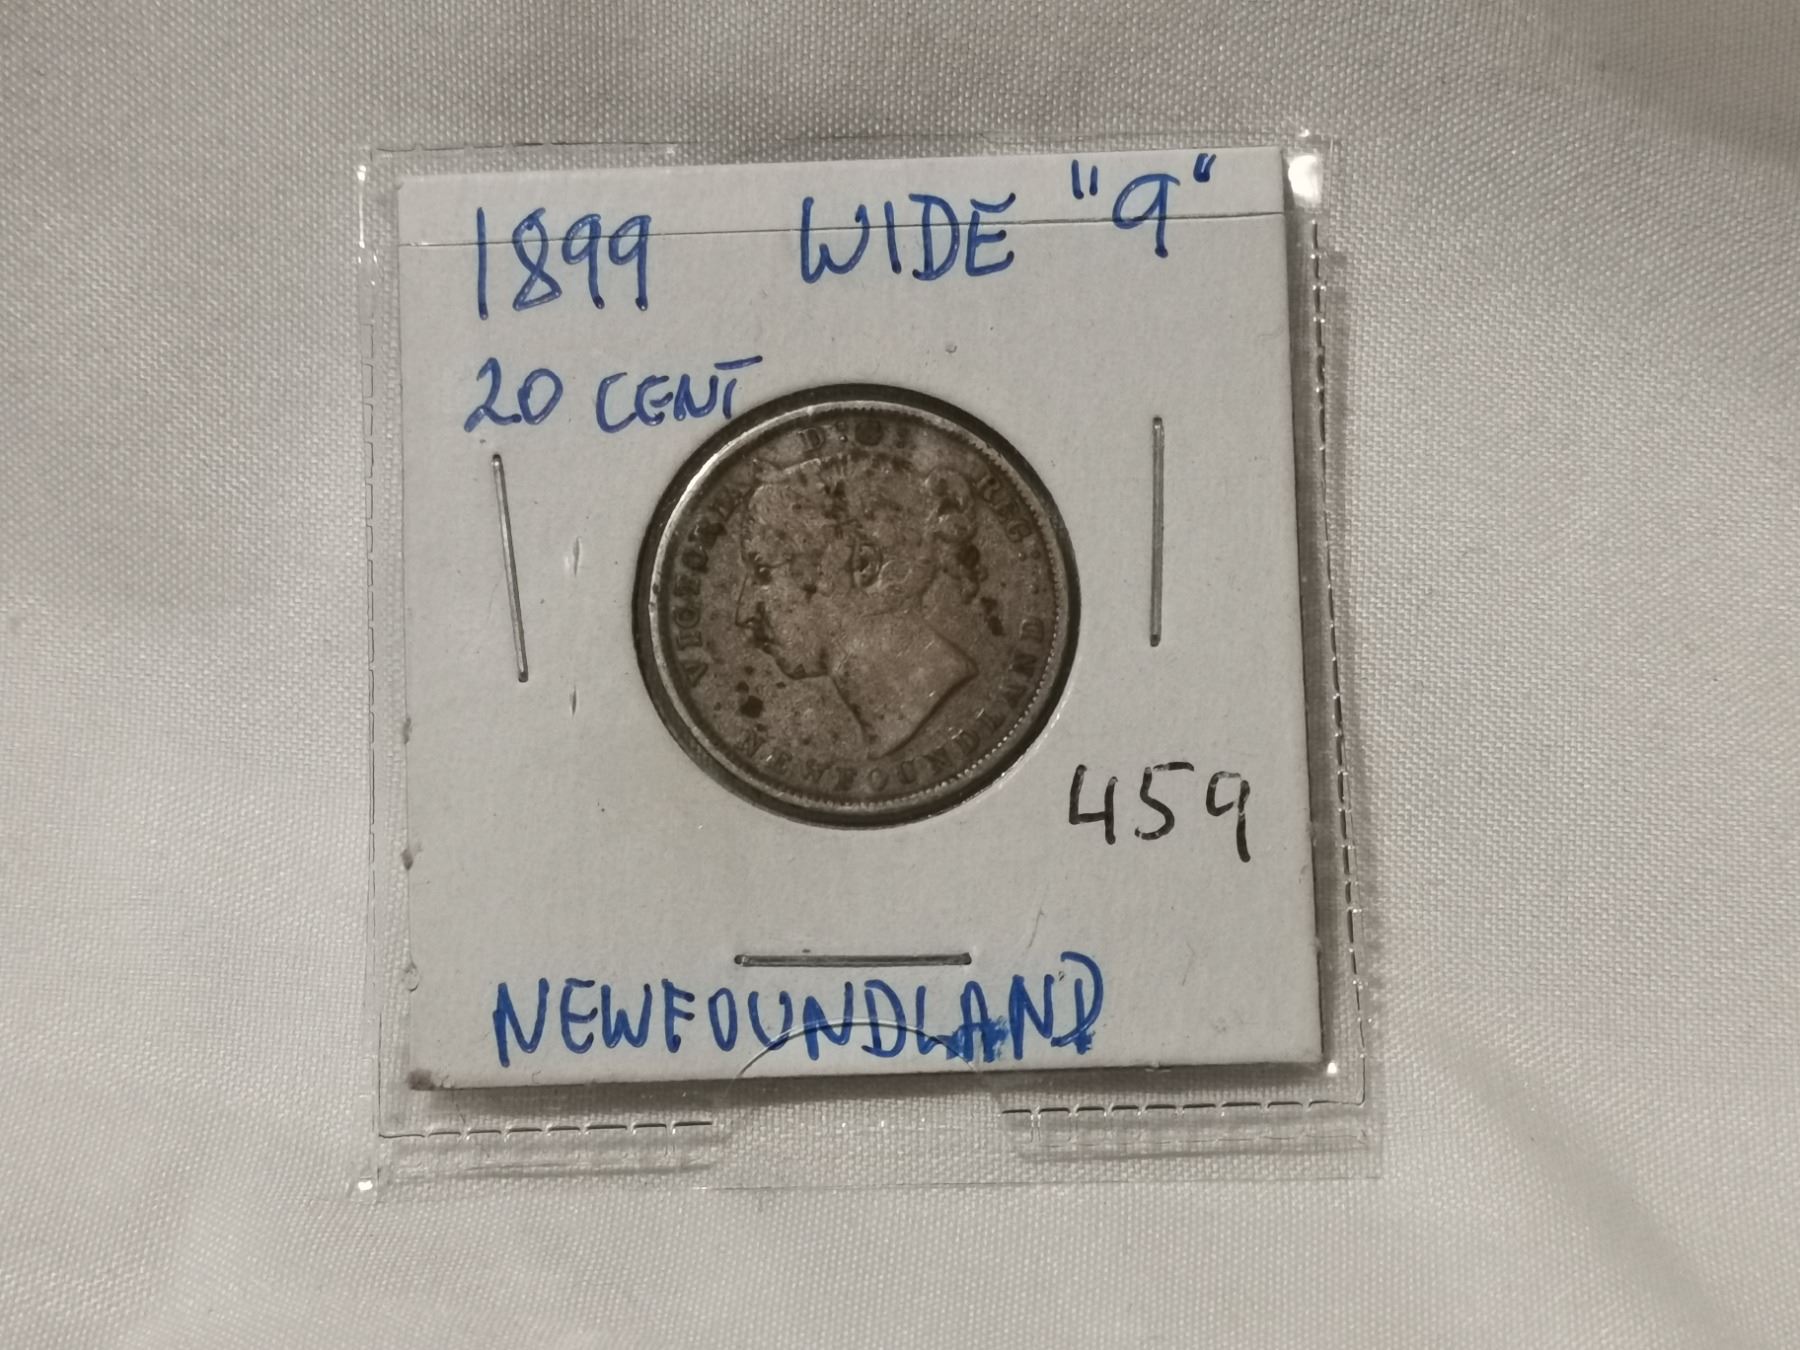 1899 WIDE "9"
20 CENT
VICTORIA D: G: REG:
NEWFOUNDLAND
459
NEWFOUNDLAND